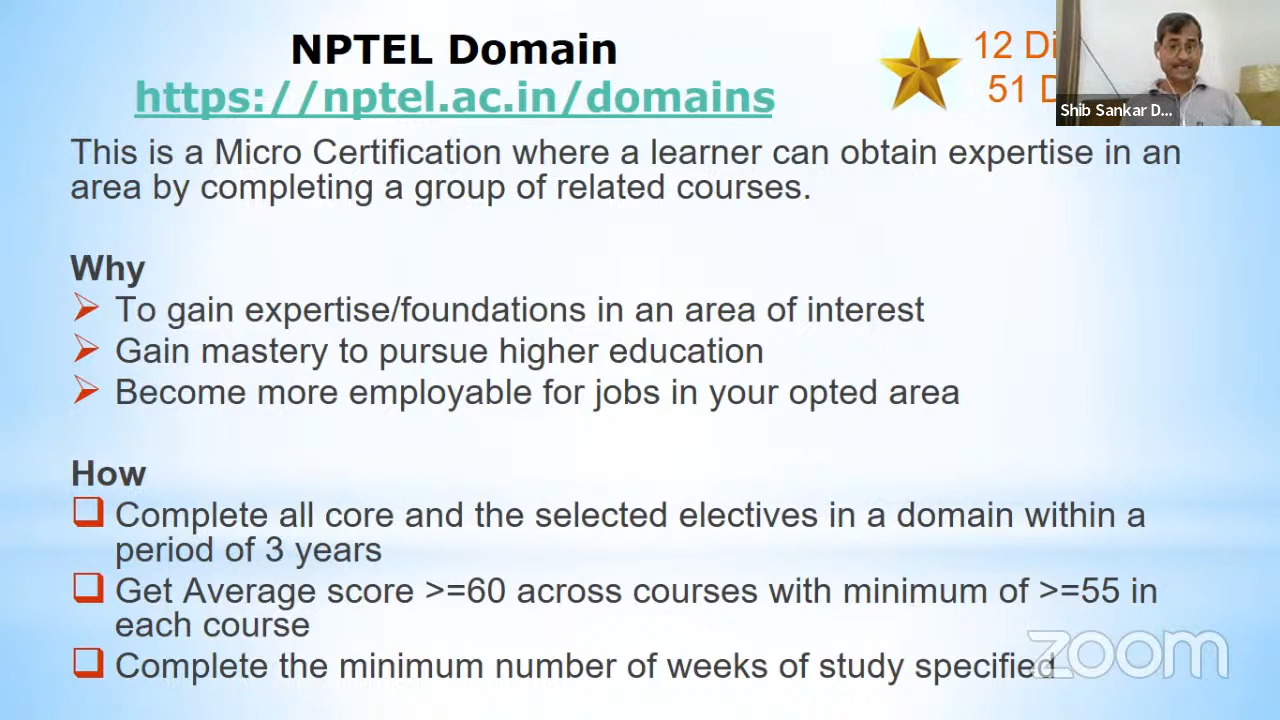 NPTEL Domain
https://nptel.ac.in/domains
12
51
Shib Sankar D...
This is a Micro Certification where a learner can obtain expertise in an
area by completing a group of related courses.
Why
To gain expertise/foundations in an area of interest
Gain mastery to pursue higher education
Become more employable for jobs in your opted area
How
Complete all core and the selected electives in a domain within a
period of 3 years
Get Average score >=60 across courses with minimum of >=55 in
each course
Complete the minimum number of weeks of study specified
zoom